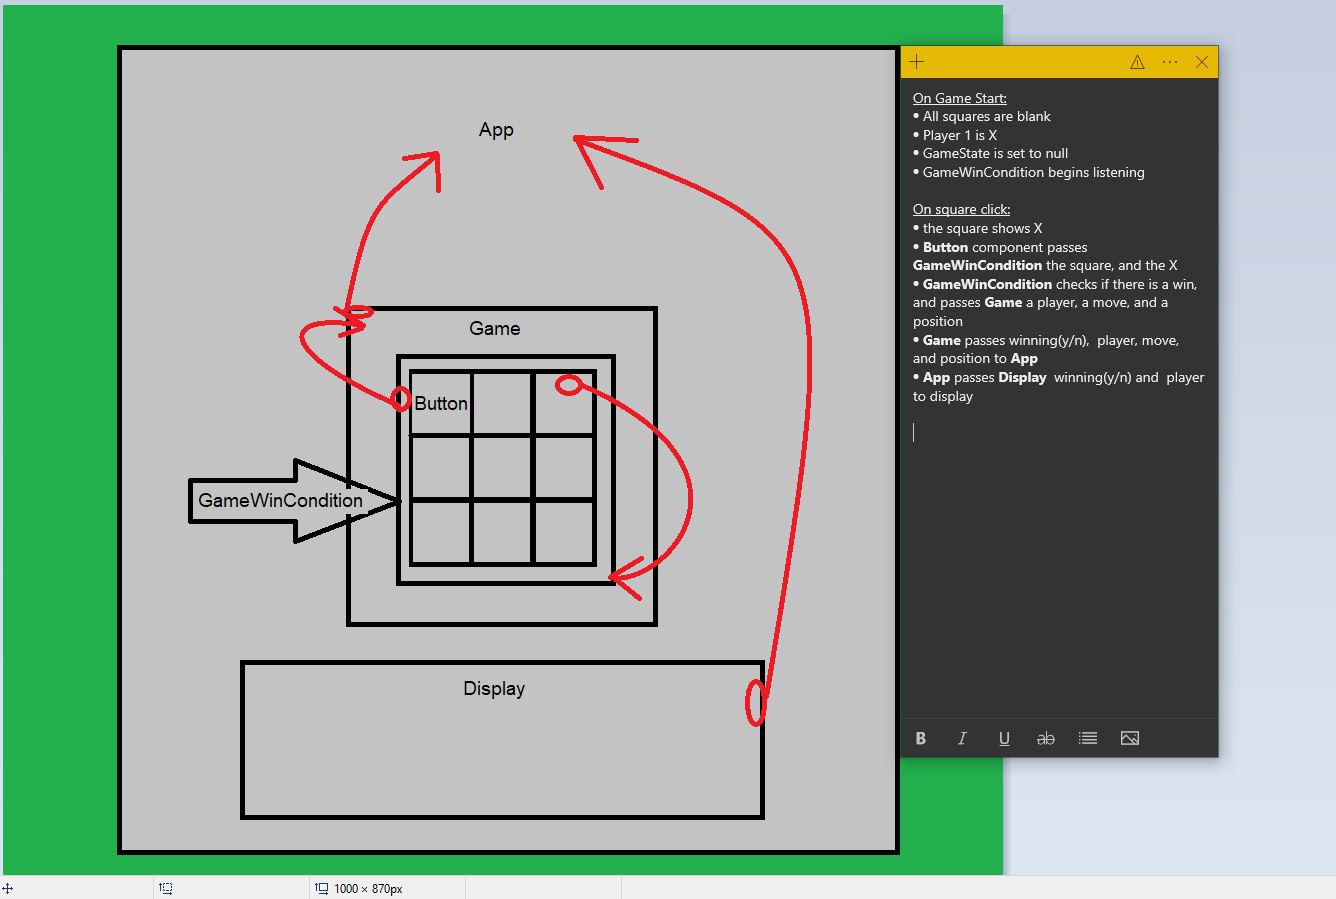 App
Game
Button
GameWinCondition
Display
On Game Start:
• All squares are blank
• Player 1 is X
• GameState is set to null
• GameWinCondition begins listening
On square click:
• the square shows X
• Button component passes
GameWinCondition the square, and the X
• GameWinCondition checks if there is a win,
and passes Game a player, a move, and a
position
• Game passes winning(y/n),  player, move,
and position to App
• App passes Display  winning(y/n) and  player
to display
B I U ab
1000 × 870px